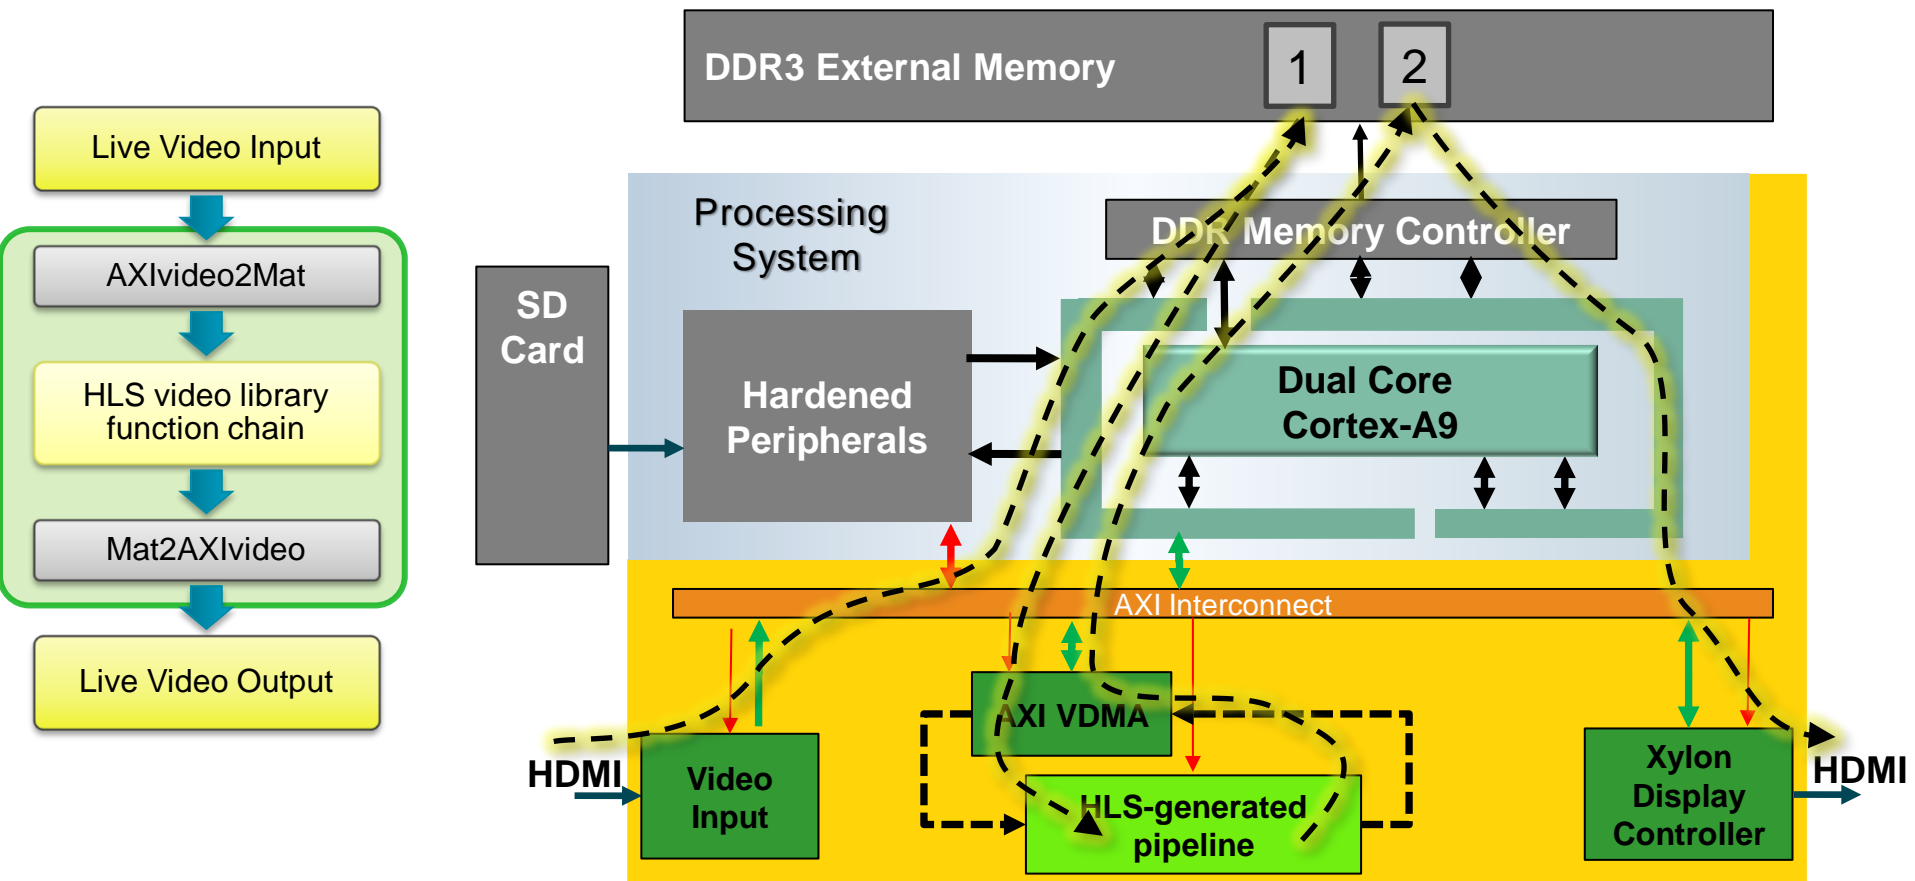 Live Video Input
AXIvideo2Mat
HLS video library
function chain
Mat2AXIvideo
Live Video Output
DDR3 External Memory
1
2
Processing
System
DDR Memory Controller
SD
Card
Hardened
Peripherals
Dual Core
Cortex-A9
AXI Interconnect
AXI VDMA
HDMI
Video
Input
HLS-generated
pipeline
Xylon
Display
Controller
HDMI